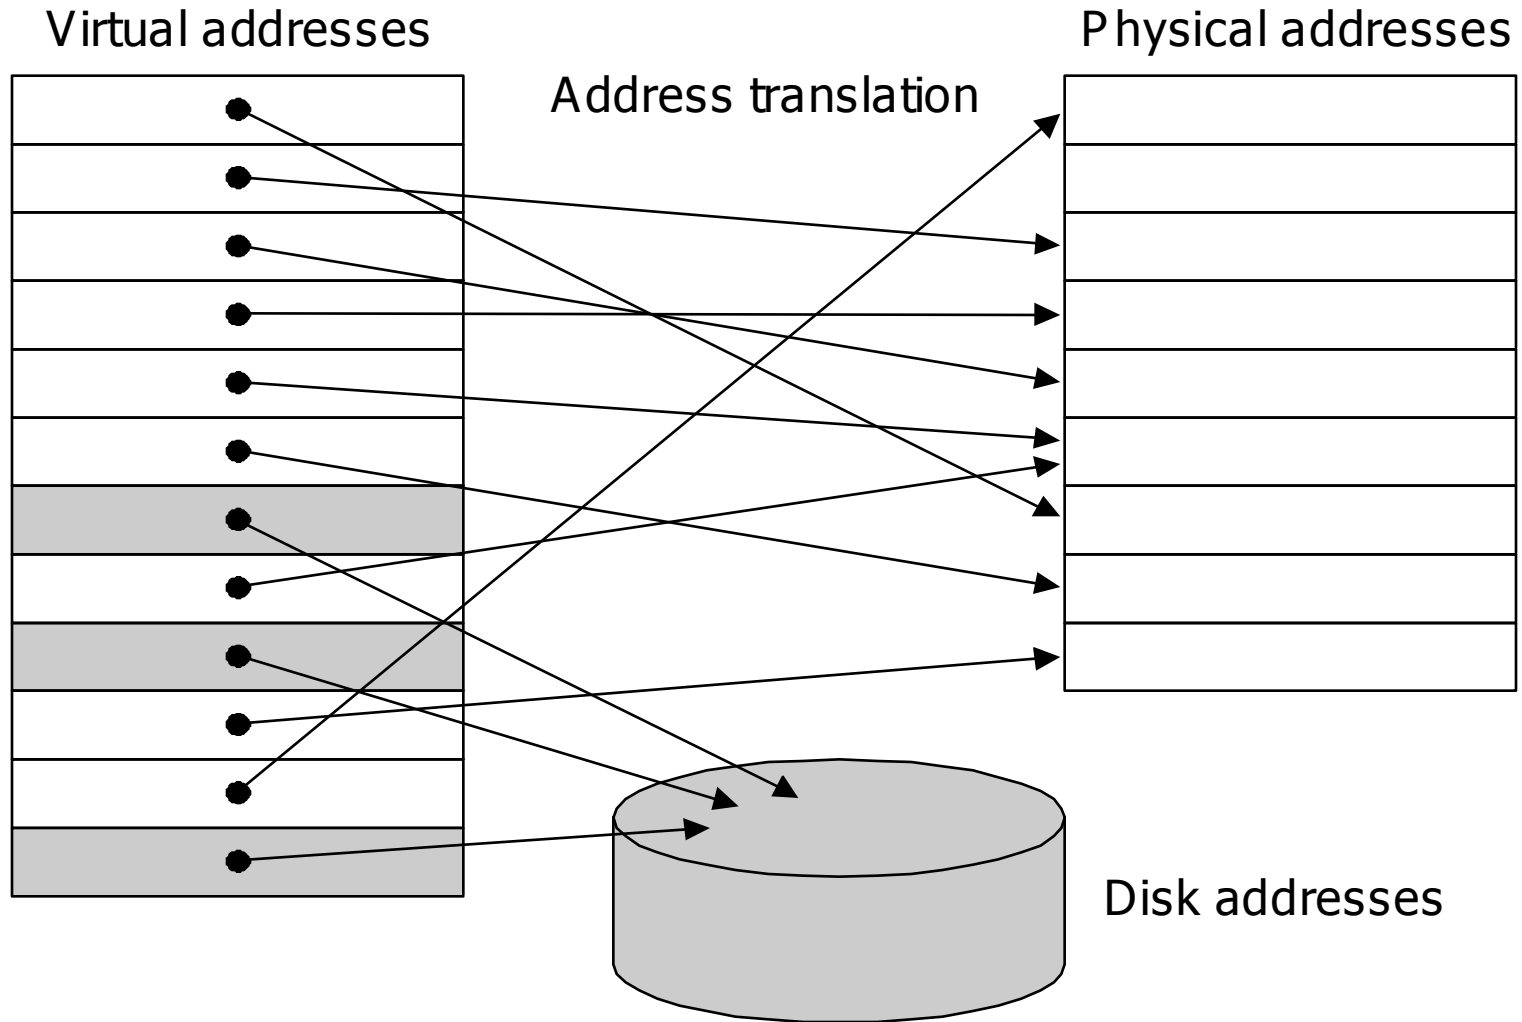 Virtual addresses
Physical addresses
Address translation
Disk addresses